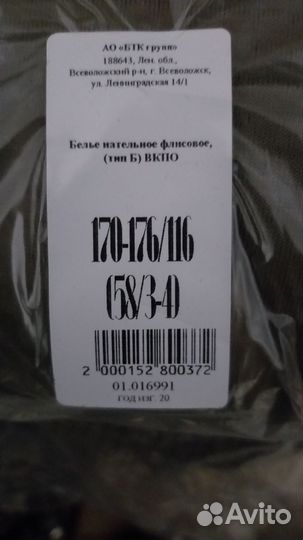 АО «БТК групп»
188643, Лен. обл.,
Всеволожский р-н, г. Всеволожск,
ул. Ленинградская 14/1
Белье нательное флисовое,
(тип Б) ВКПО
170-176/116
(58/3-4)
2 000152 800372
01.016991
год изг. 20
Avito